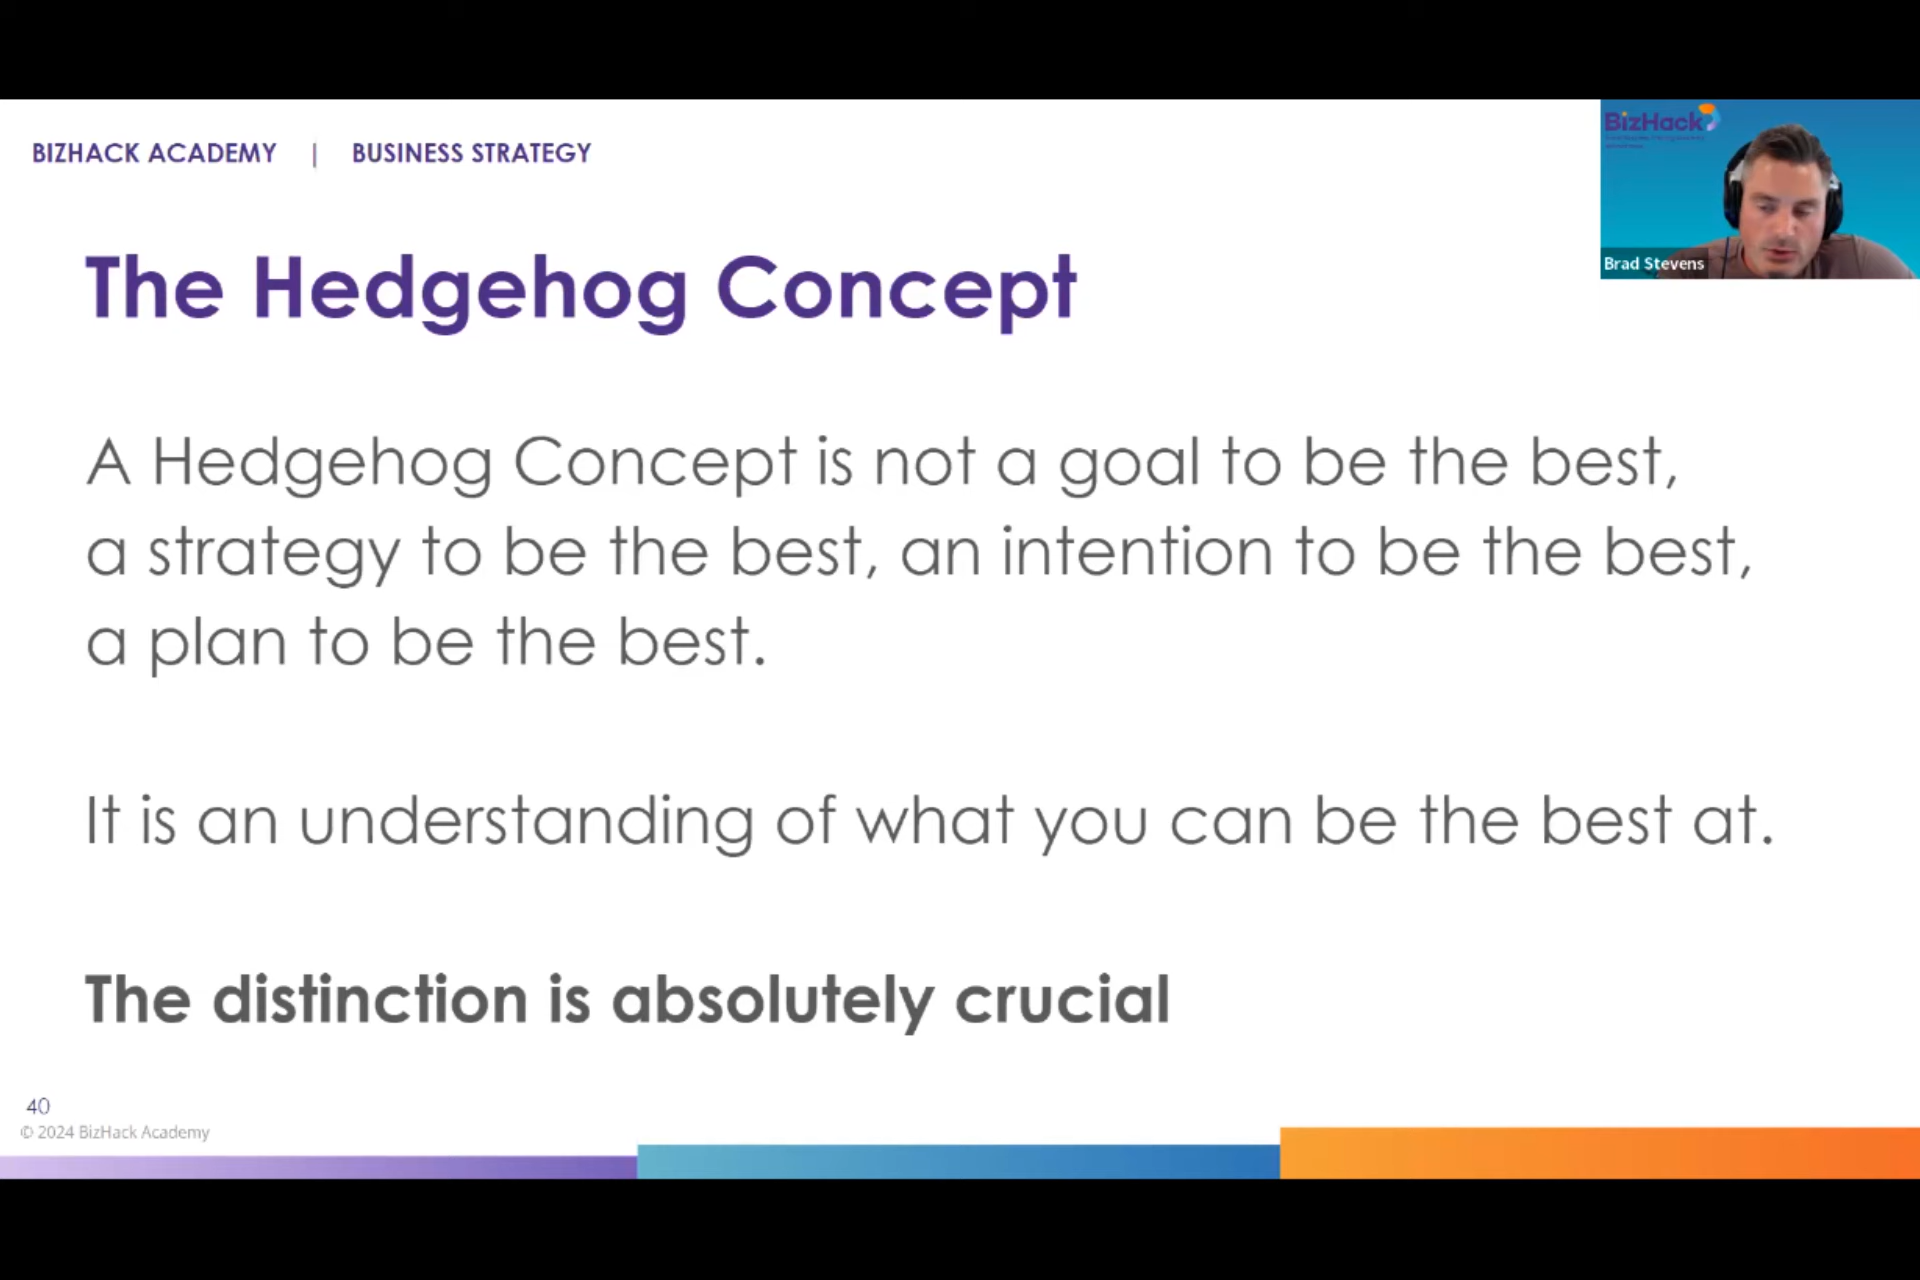 BIZHACK ACADEMY | BUSINESS STRATEGY
BizHack
Brad Stevens
The Hedgehog Concept
A Hedgehog Concept is not a goal to be the best,
a strategy to be the best, an intention to be the best,
a plan to be the best.
It is an understanding of what you can be the best at.
The distinction is absolutely crucial
40
© 2024 BizHack Academy